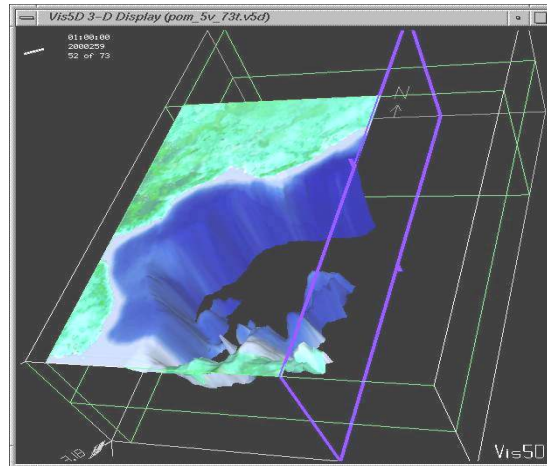 Vis5D 3-D Display (pom_5v_73t.v5d)
01:00:00
2000259
52 of 73
N
Vis5D